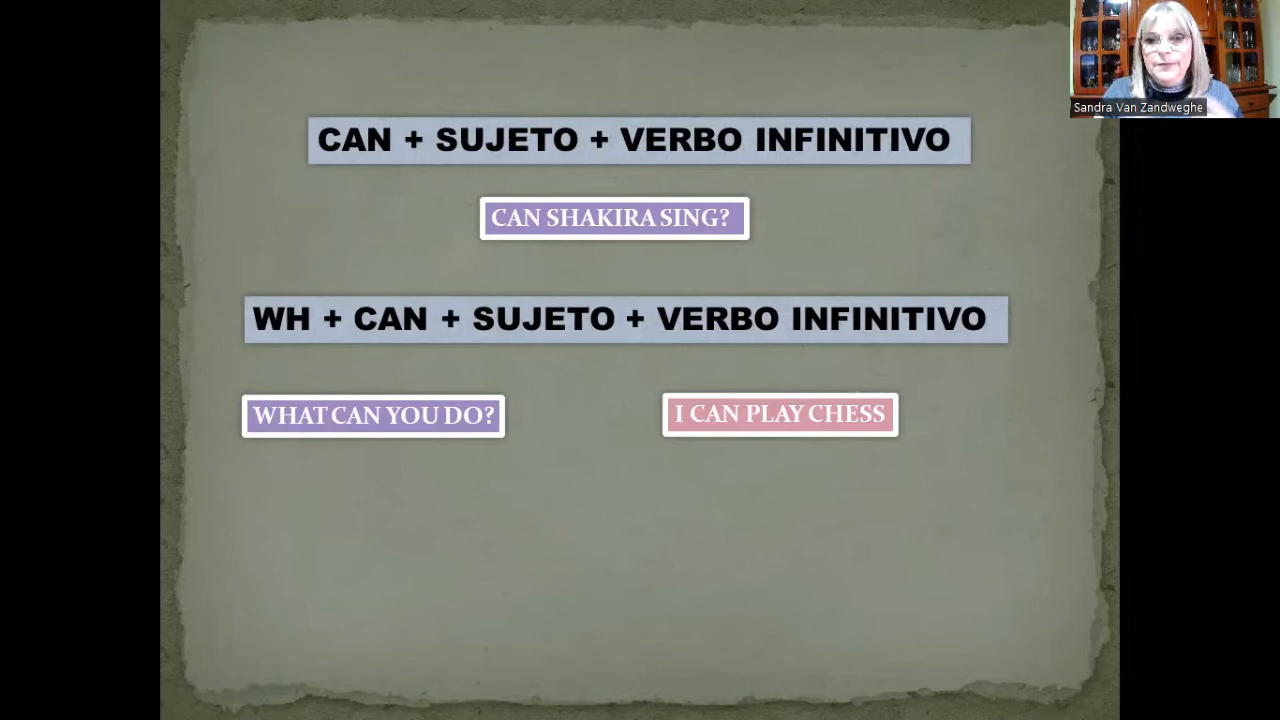 Sandra Van Zandweghe
CAN + SUJETO + VERBO INFINITIVO
CAN SHAKIRA SING?
WH + CAN + SUJETO + VERBO INFINITIVO
WHAT CAN YOU DO?
I CAN PLAY CHESS